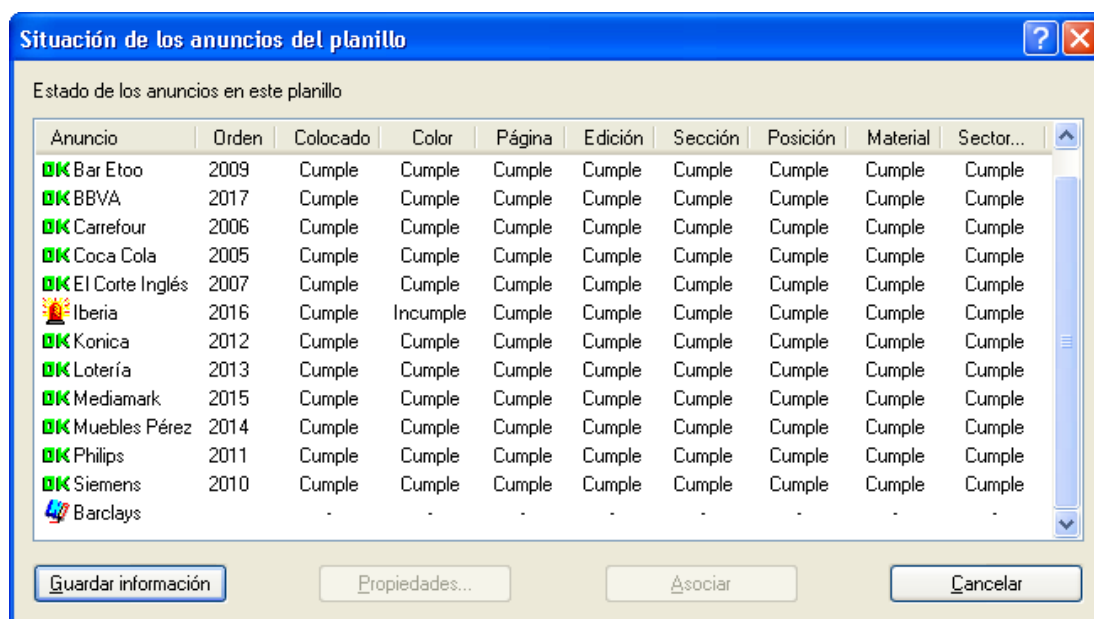 Situación de los anuncios del planillo
Estado de los anuncios en este planillo
Anuncio Orden Colocado Color Página Edición Sección Posición Material Sector...
OK Bar Etoo 2009 Cumple Cumple Cumple Cumple Cumple Cumple Cumple Cumple
OK BBVA 2017 Cumple Cumple Cumple Cumple Cumple Cumple Cumple Cumple
OK Carrefour 2006 Cumple Cumple Cumple Cumple Cumple Cumple Cumple Cumple
OK Coca Cola 2005 Cumple Cumple Cumple Cumple Cumple Cumple Cumple Cumple
OK El Corte Inglés 2007 Cumple Cumple Cumple Cumple Cumple Cumple Cumple Cumple
Iberia 2016 Cumple Incumple Cumple Cumple Cumple Cumple Cumple Cumple
OK Konica 2012 Cumple Cumple Cumple Cumple Cumple Cumple Cumple Cumple
OK Lotería 2013 Cumple Cumple Cumple Cumple Cumple Cumple Cumple Cumple
OK Mediamark 2015 Cumple Cumple Cumple Cumple Cumple Cumple Cumple Cumple
OK Muebles Pérez 2014 Cumple Cumple Cumple Cumple Cumple Cumple Cumple Cumple
OK Philips 2011 Cumple Cumple Cumple Cumple Cumple Cumple Cumple Cumple
OK Siemens 2010 Cumple Cumple Cumple Cumple Cumple Cumple Cumple Cumple
Barclays - - - - - - - -
Guardar información Propiedades... Asociar Cancelar